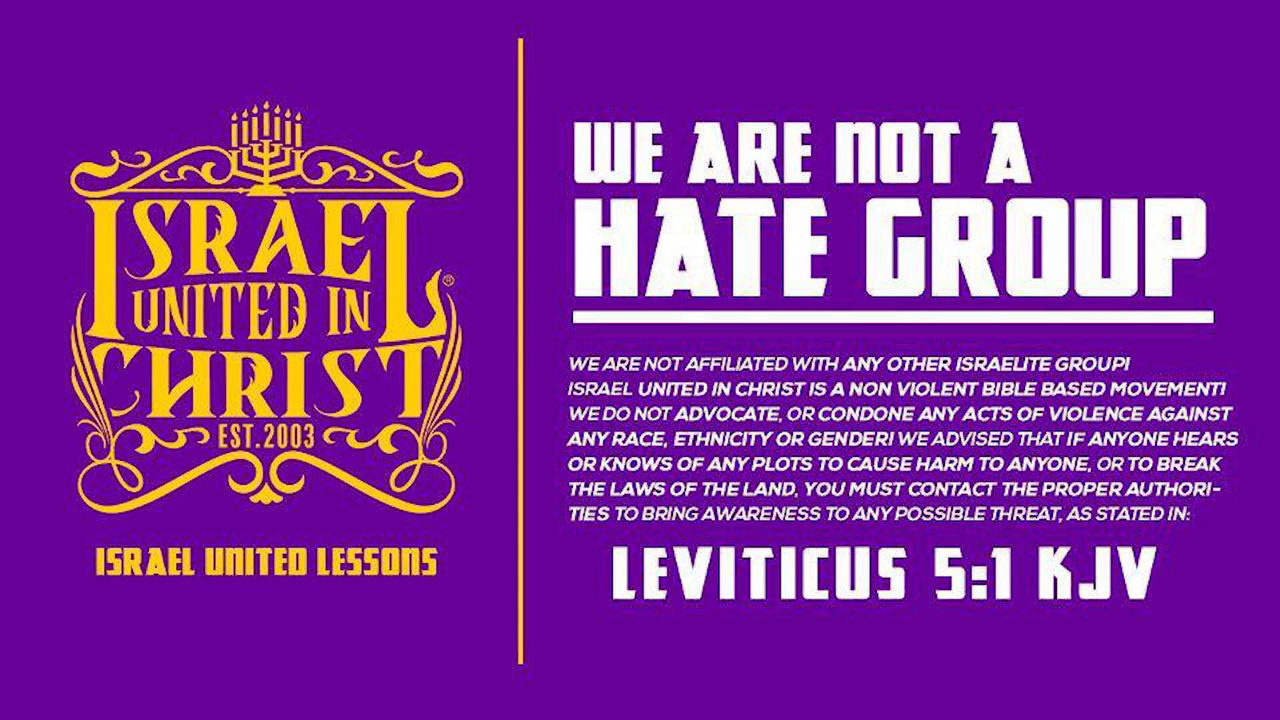 ISRAEL
UNITED IN
CHRIST
®
EST. 2003
ISRAEL UNITED LESSONS
WE ARE NOT A
HATE GROUP
WE ARE NOT AFFILIATED WITH ANY OTHER ISRAELITE GROUP!
ISRAEL UNITED IN CHRIST IS A NON VIOLENT BIBLE BASED MOVEMENT!
WE DO NOT ADVOCATE, OR CONDONE ANY ACTS OF VIOLENCE AGAINST
ANY RACE, ETHNICITY OR GENDER! WE ADVISED THAT IF ANYONE HEARS
OR KNOWS OF ANY PLOTS TO CAUSE HARM TO ANYONE, OR TO BREAK
THE LAWS OF THE LAND, YOU MUST CONTACT THE PROPER AUTHORI-
TIES TO BRING AWARENESS TO ANY POSSIBLE THREAT, AS STATED IN:
LEVITICUS 5:1 KJV